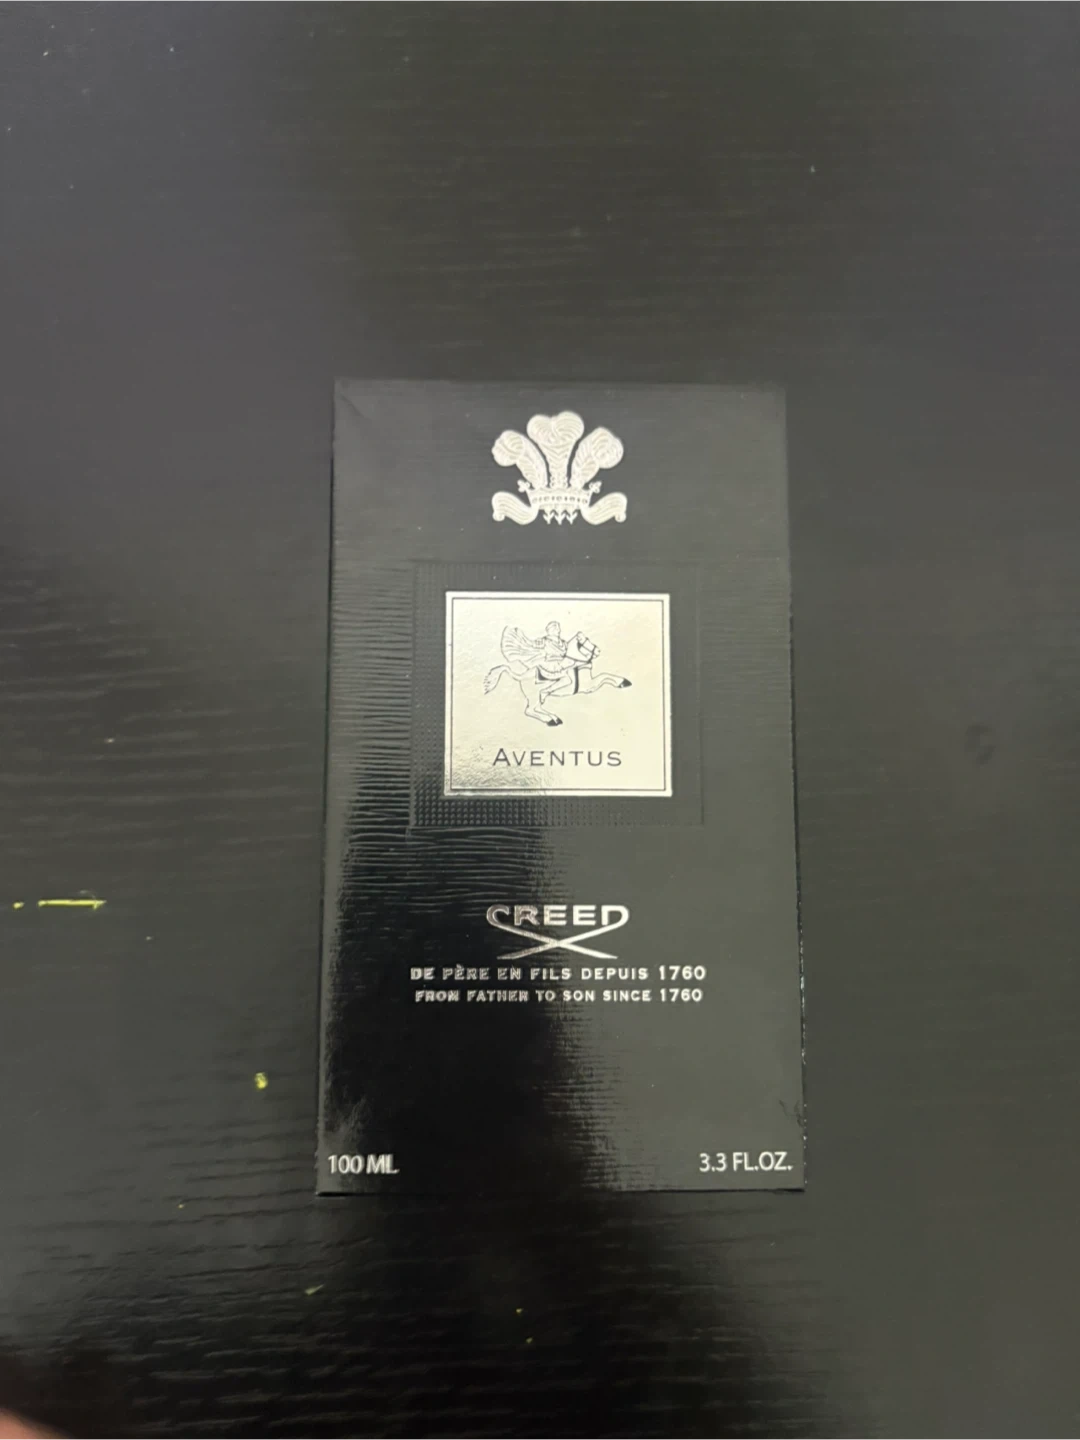 AVENTUS
CREED
DE PÈRE EN FILS DEPUIS 1760
FROM FATHER TO SON SINCE 1760
100 ML
3.3 FL.OZ.